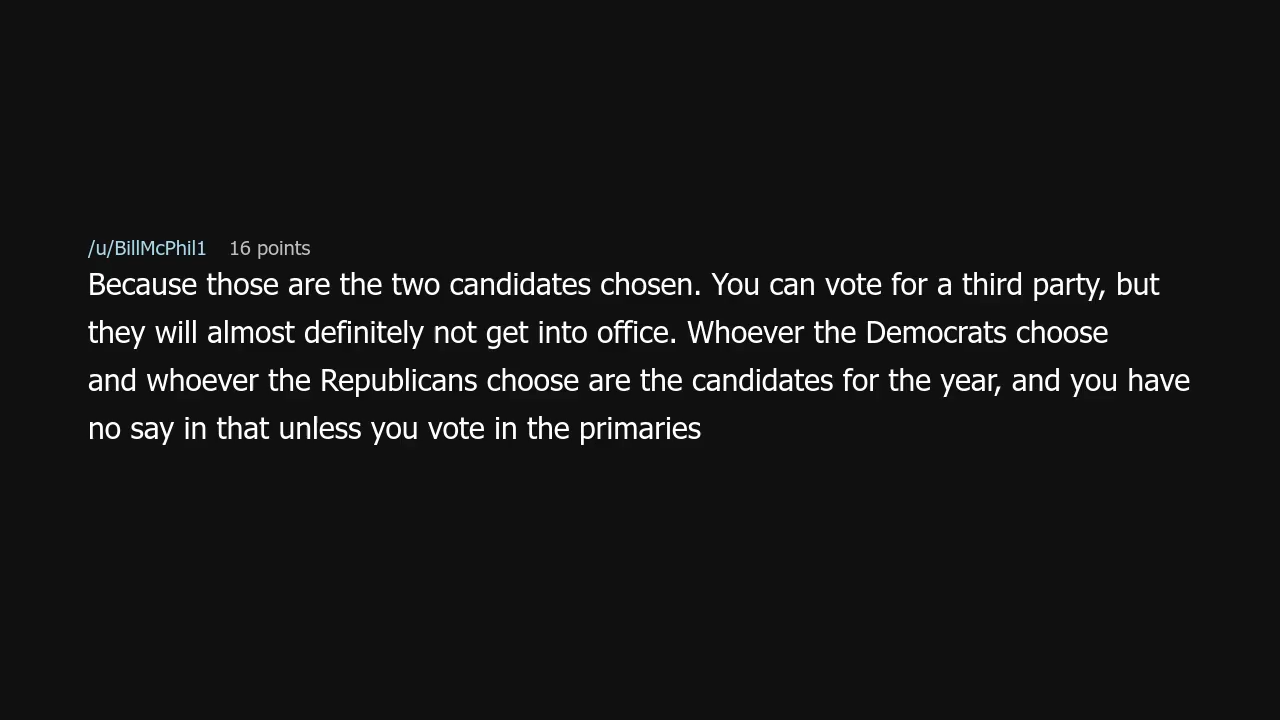 /u/BillMcPhil1 16 points
Because those are the two candidates chosen. You can vote for a third party, but
they will almost definitely not get into office. Whoever the Democrats choose
and whoever the Republicans choose are the candidates for the year, and you have
no say in that unless you vote in the primaries